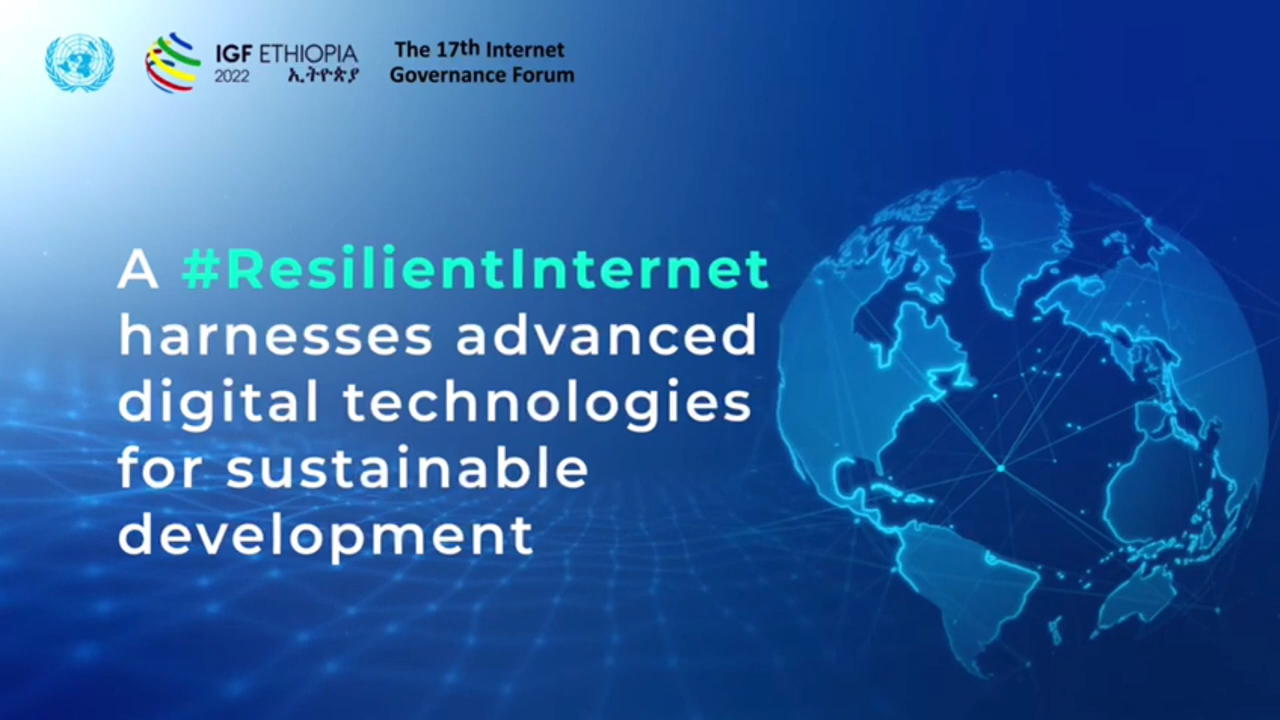 IGF ETHIOPIA
2022 ኢትዮጵያ
The 17th Internet
Governance Forum
A #ResilientInternet
harnesses advanced
digital technologies
for sustainable
development